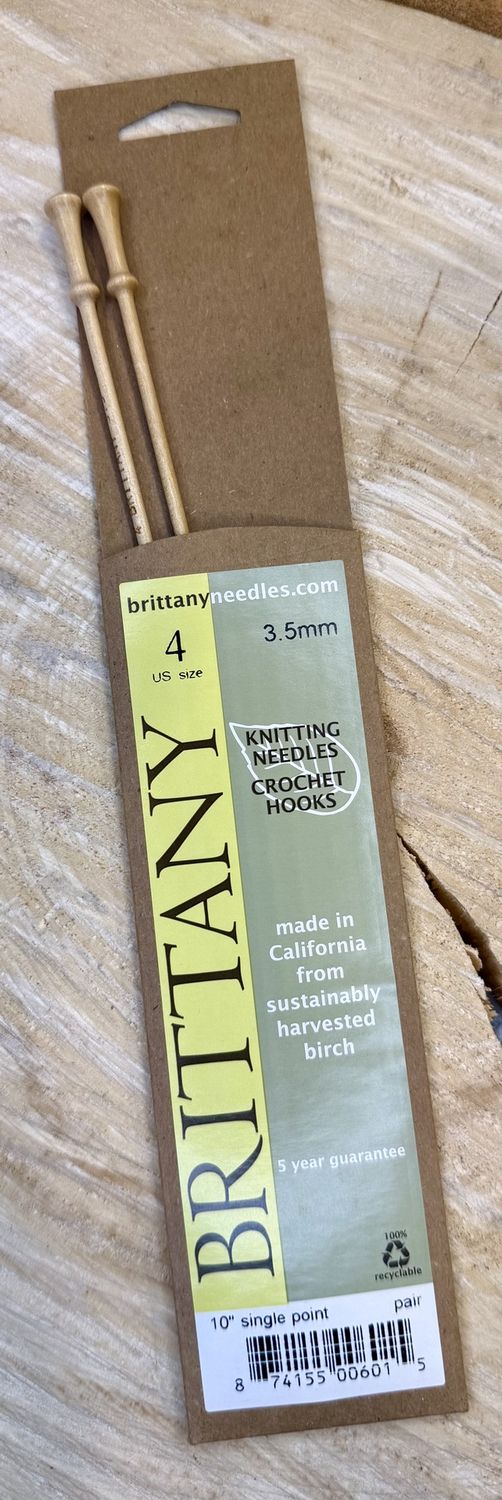 brittanyneedles.com
4
US size
3.5mm
KNITTING
NEEDLES
CROCHET
HOOKS
BRITTANY
made in
California
from
sustainably
harvested
birch
5 year guarantee
100%
recyclable
10" single point
pair
8 74155 00601 5